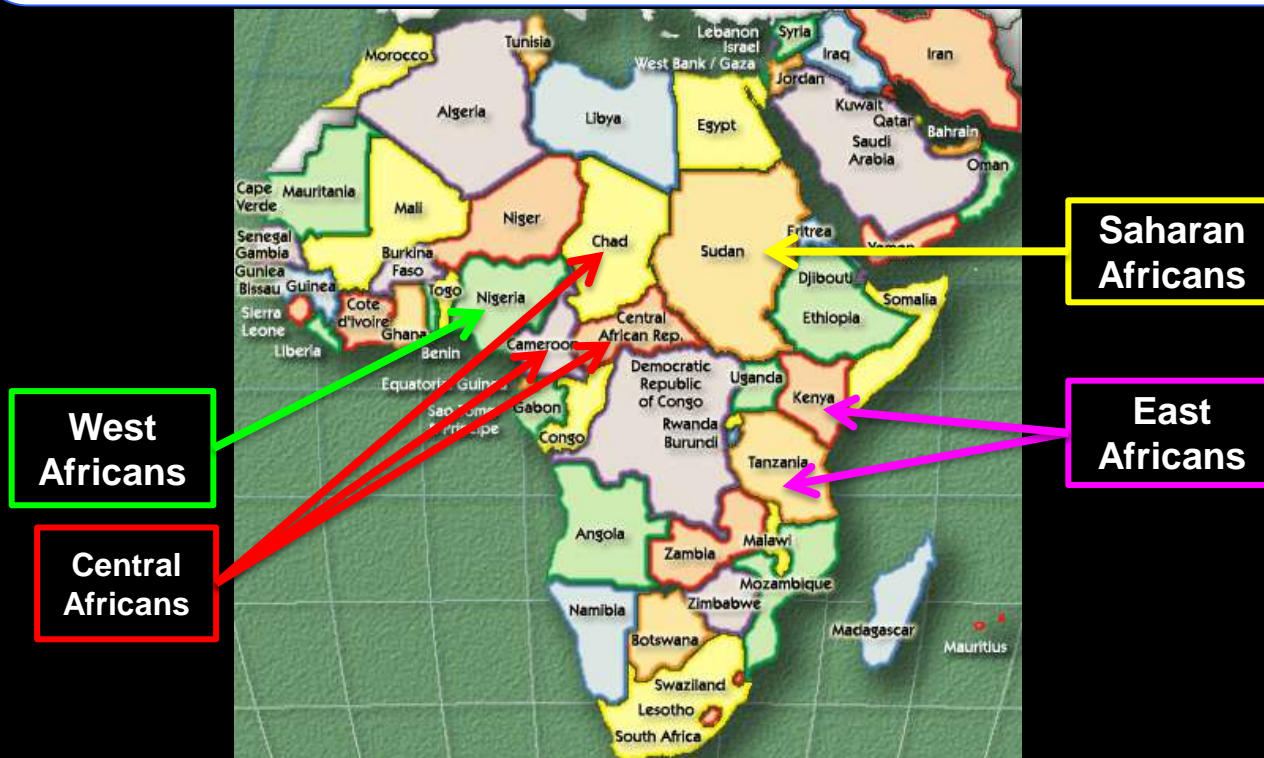 Morocco
Tunisia
Lebanon
Israel
West Bank / Gaza
Syria
Iraq
Iran
Jordan
Algeria
Libya
Egypt
Kuwait
Qatar
Bahrain
Saudi
Arabia
Oman
Cape
Verde
Mauritania
Mali
Niger
Chad
Sudan
Eritrea
Yemen
Senegal
Gambia
Guniea
Bissau
Guinea
Burkina
Faso
Djibouti
Somalia
Sierra
Leone
Cote
d'Ivoire
Togo
Ghana
Nigeria
Central
African Rep.
Ethiopia
Liberia
Benin
Cameroon
Equatorial Guinea
Democratic
Republic
of Congo
Uganda
Kenya
Sao Tome
& Principe
Gabon
Congo
Rwanda
Burundi
Tanzania
Angola
Zambia
Malawi
Mozambique
Namibia
Zimbabwe
Botswana
Madagascar
Mauritius
Swaziland
Lesotho
South Africa
Saharan
Africans
West
Africans
East
Africans
Central
Africans